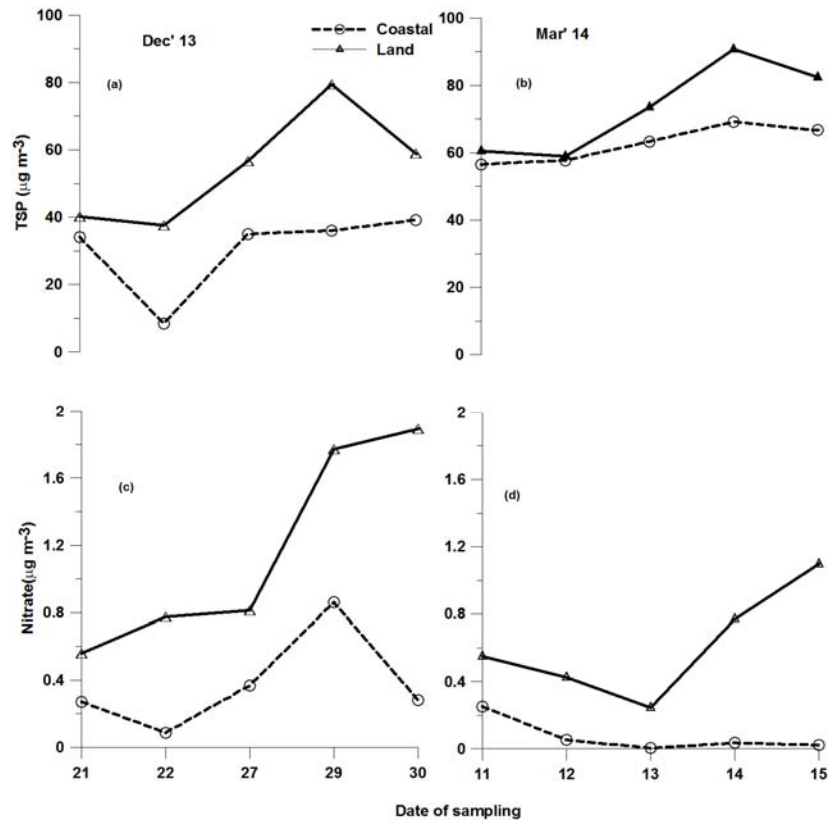 Dec' 13
Coastal
Land
Mar' 14
(a)
(b)
TSP (µg m-3)
100
80
60
40
20
0
100
80
60
40
20
0
(c)
(d)
Nitrate(µg m-3)
2
1.6
1.2
0.8
0.4
0
2
1.6
1.2
0.8
0.4
0
21 22 27 29 30
11 12 13 14 15
Date of sampling